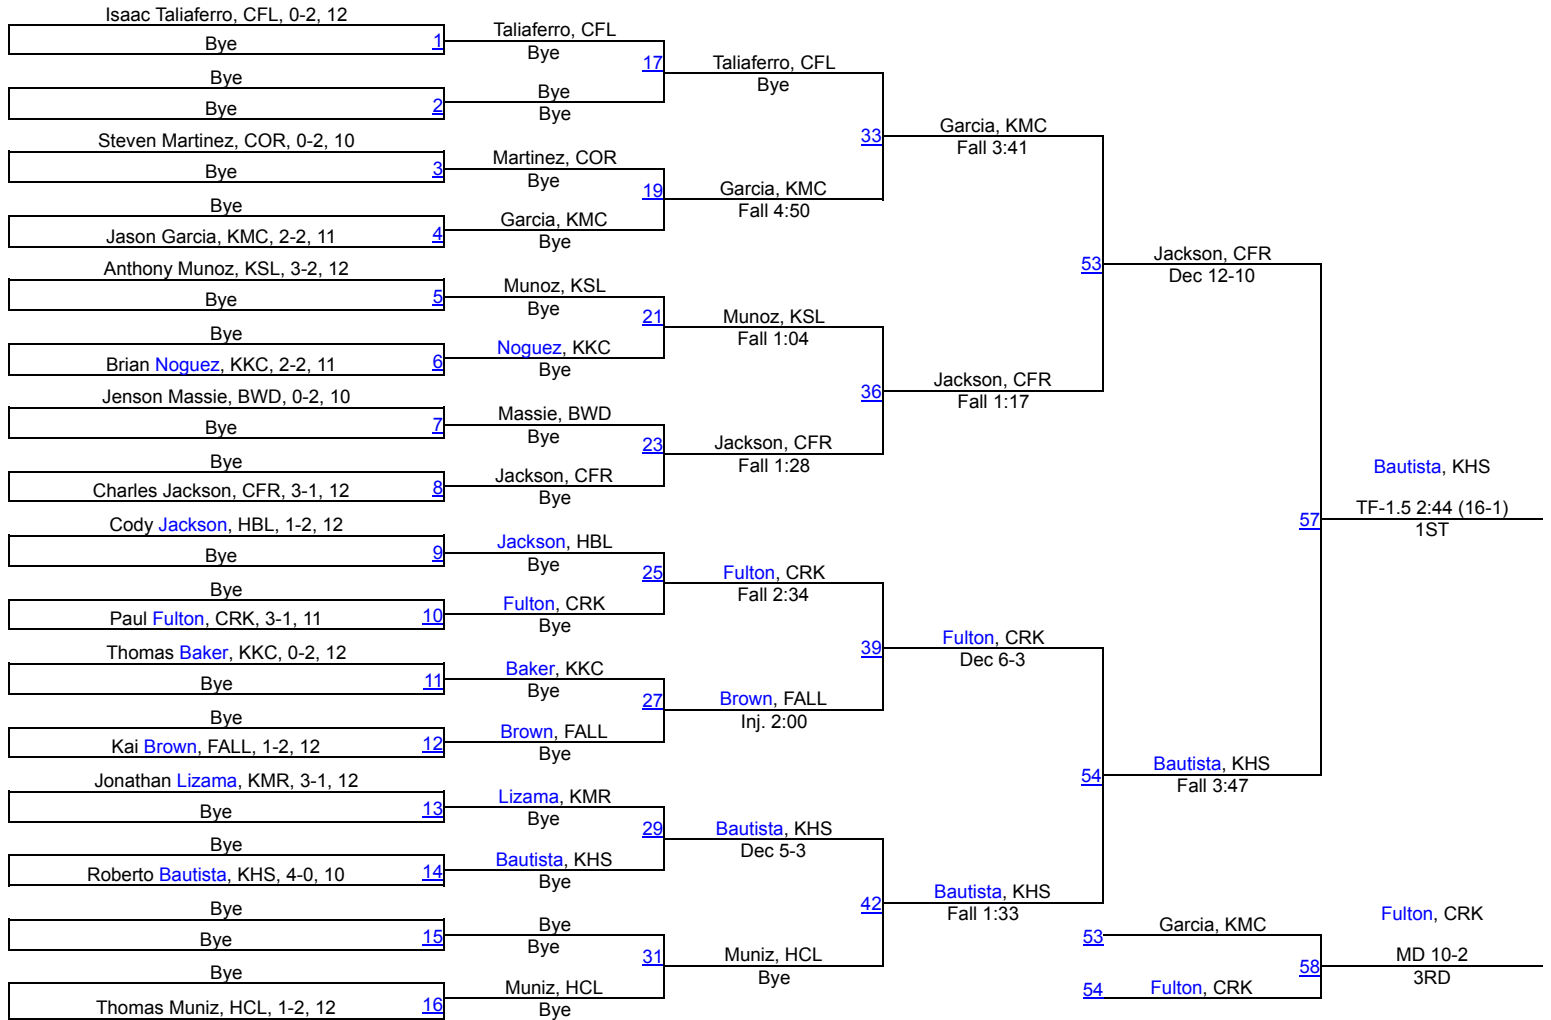 Isaac Taliaferro, CFL, 0-2, 12
Bye
1
Bye
Bye
2
Steven Martinez, COR, 0-2, 10
Bye
3
Bye
Jason Garcia, KMC, 2-2, 11
4
Anthony Munoz, KSL, 3-2, 12
Bye
5
Bye
Brian Noguez, KKC, 2-2, 11
6
Jenson Massie, BWD, 0-2, 10
Bye
7
Bye
Charles Jackson, CFR, 3-1, 12
8
Cody Jackson, HBL, 1-2, 12
Bye
9
Bye
Paul Fulton, CRK, 3-1, 11
10
Thomas Baker, KKC, 0-2, 12
Bye
11
Bye
Kai Brown, FALL, 1-2, 12
12
Jonathan Lizama, KMR, 3-1, 12
Bye
13
Bye
Roberto Bautista, KHS, 4-0, 10
14
Bye
Bye
15
Bye
Thomas Muniz, HCL, 1-2, 12
16
Taliaferro, CFL
Bye
17
Bye
Bye
Martinez, COR
Bye
19
Garcia, KMC
Bye
Munoz, KSL
Bye
21
Noguez, KKC
Bye
Massie, BWD
Bye
23
Jackson, CFR
Bye
Jackson, HBL
Bye
25
Fulton, CRK
Bye
Baker, KKC
Bye
27
Brown, FALL
Bye
Lizama, KMR
Bye
29
Bautista, KHS
Bye
Bye
Bye
31
Muniz, HCL
Bye
Taliaferro, CFL
Bye
33
Garcia, KMC
Fall 4:50
Munoz, KSL
Fall 1:04
36
Jackson, CFR
Fall 1:28
Fulton, CRK
Fall 2:34
39
Brown, FALL
Inj. 2:00
Bautista, KHS
Dec 5-3
42
Muniz, HCL
Bye
Garcia, KMC
Fall 3:41
53
Jackson, CFR
Fall 1:17
Fulton, CRK
Dec 6-3
54
Bautista, KHS
Fall 1:33
Jackson, CFR
Dec 12-10
57
Bautista, KHS
Fall 3:47
Bautista, KHS
TF-1.5 2:44 (16-1)
1ST
53
Garcia, KMC
58
54
Fulton, CRK
Fulton, CRK
MD 10-2
3RD